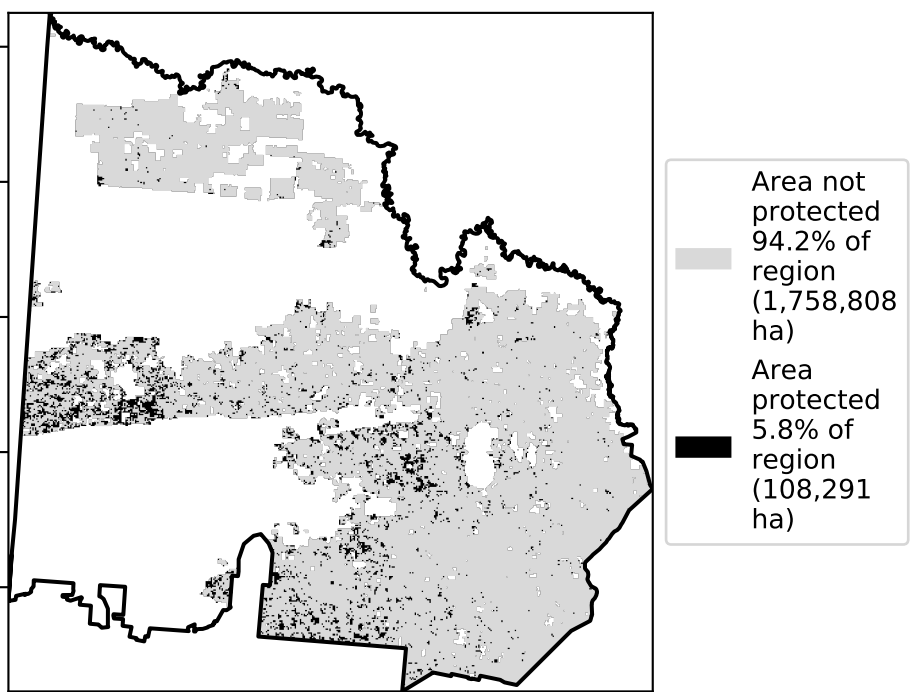 Area not
protected
94.2% of
region
(1,758,808
ha)
Area
protected
5.8% of
region
(108,291
ha)